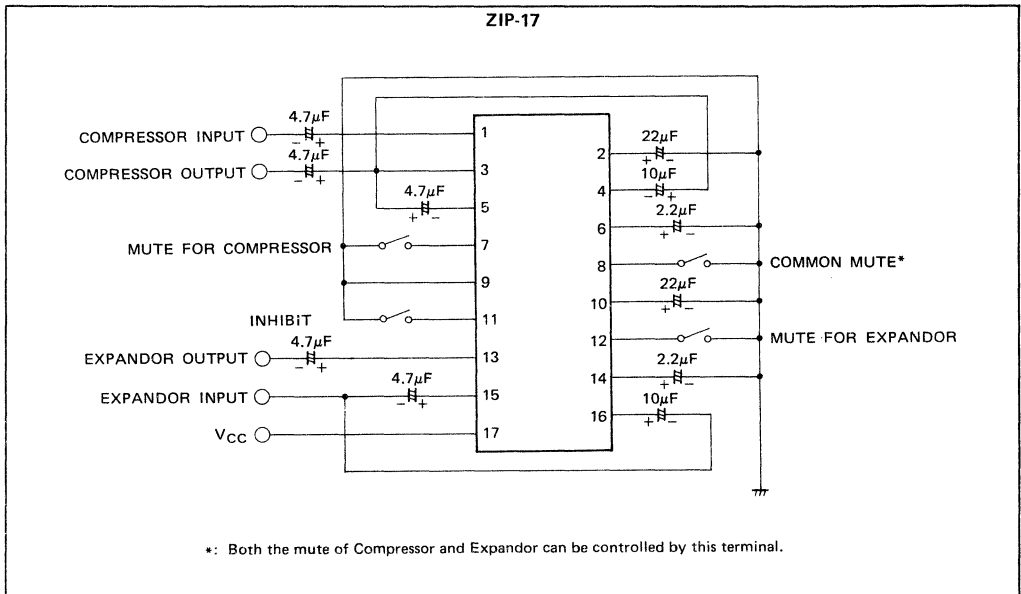 ZIP-17
4.7μF
COMPRESSOR INPUT
- +
4.7μF
COMPRESSOR OUTPUT
- +
4.7μF
+ -
MUTE FOR COMPRESSOR
INHIBiT
4.7μF
EXPANDOR OUTPUT
- +
4.7μF
EXPANDOR INPUT
- +
VCC
1
3
5
7
9
11
13
15
17
2
4
6
8
10
12
14
16
22μF
+ -
10μF
- +
2.2μF
+ -
COMMON MUTE*
22μF
+ -
MUTE FOR EXPANDOR
2.2μF
+ -
10μF
+ -
*: Both the mute of Compressor and Expandor can be controlled by this terminal.